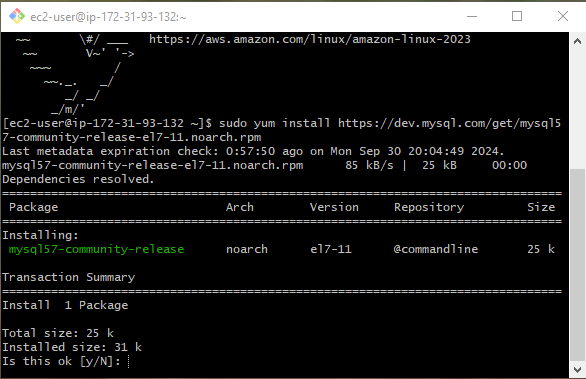 ec2-user@ip-172-31-93-132:~
~~       \#/ ___   https://aws.amazon.com/linux/amazon-linux-2023
~~       V~' '->
~~~         /
~~._.   _/
_/ _/
_/m/'
[ec2-user@ip-172-31-93-132 ~]$ sudo yum install https://dev.mysql.com/get/mysql5
7-community-release-el7-11.noarch.rpm
Last metadata expiration check: 0:57:50 ago on Mon Sep 30 20:04:49 2024.
mysql57-community-release-el7-11.noarch.rpm      85 kB/s |  25 kB     00:00
Dependencies resolved.
================================================================================
Package                        Arch        Version     Repository         Size
================================================================================
Installing:
mysql57-community-release      noarch      el7-11      @commandline       25 k

Transaction Summary
================================================================================
Install  1 Package

Total size: 25 k
Installed size: 31 k
Is this ok [y/N]: